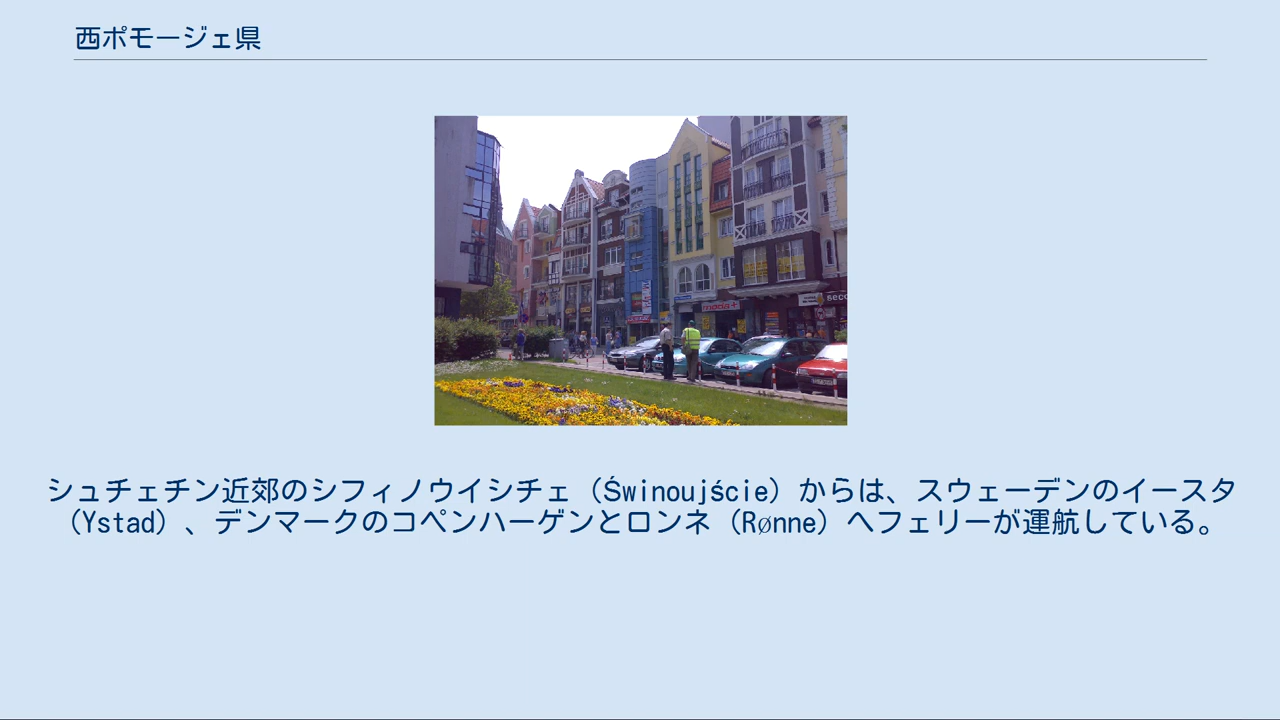 西ポモージェ県
moda+
シュチェチン近郊のシフィノウイシチェ（Świnoujście）からは、スウェーデンのイースタ
（Ystad）、デンマークのコペンハーゲンとロンネ（Rønne）へフェリーが運航している。